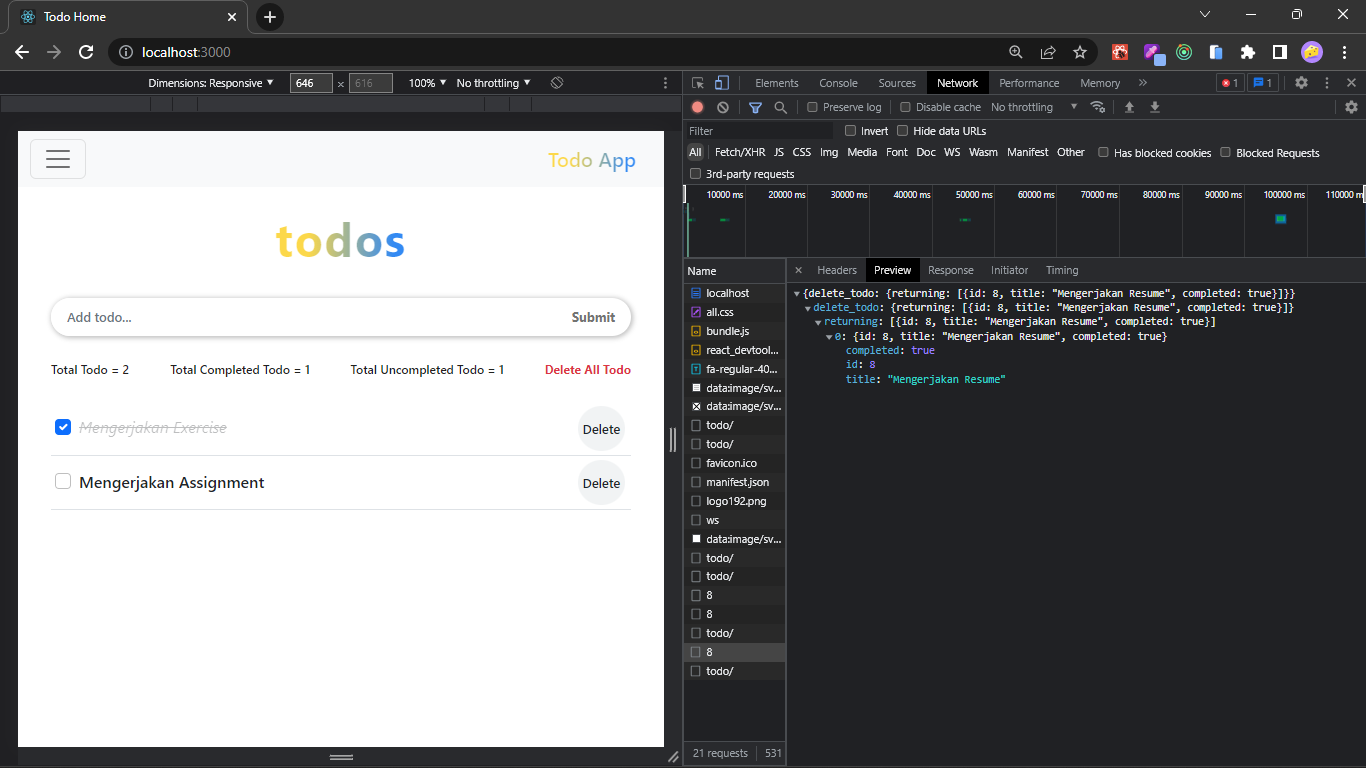 Todo Home
localhost:3000
Dimensions: Responsive 646 × 616 100% No throttling
Elements Console Sources Network Performance Memory 1 1
Preserve log Disable cache No throttling
Filter Invert Hide data URLs
All Fetch/XHR JS CSS Img Media Font Doc WS Wasm Manifest Other Has blocked cookies Blocked Requests
3rd-party requests
10000 ms 20000 ms 30000 ms 40000 ms 50000 ms 60000 ms 70000 ms 80000 ms 90000 ms 100000 ms 110000 m
Todo App
todos
Add todo... Submit
Total Todo = 2 Total Completed Todo = 1 Total Uncompleted Todo = 1 Delete All Todo
Mengerjakan Exercise Delete
Mengerjakan Assignment Delete
Name
localhost
all.css
bundle.js
react_devtool...
fa-regular-40...
data:image/sv...
data:image/sv...
todo/
todo/
favicon.ico
manifest.json
logo192.png
ws
data:image/sv...
todo/
todo/
8
8
todo/
8
todo/
21 requests 531
× Headers Preview Response Initiator Timing
{delete_todo: {returning: [{id: 8, title: "Mengerjakan Resume", completed: true}]}}
delete_todo: {returning: [{id: 8, title: "Mengerjakan Resume", completed: true}]}
returning: [{id: 8, title: "Mengerjakan Resume", completed: true}]
0: {id: 8, title: "Mengerjakan Resume", completed: true}
completed: true
id: 8
title: "Mengerjakan Resume"